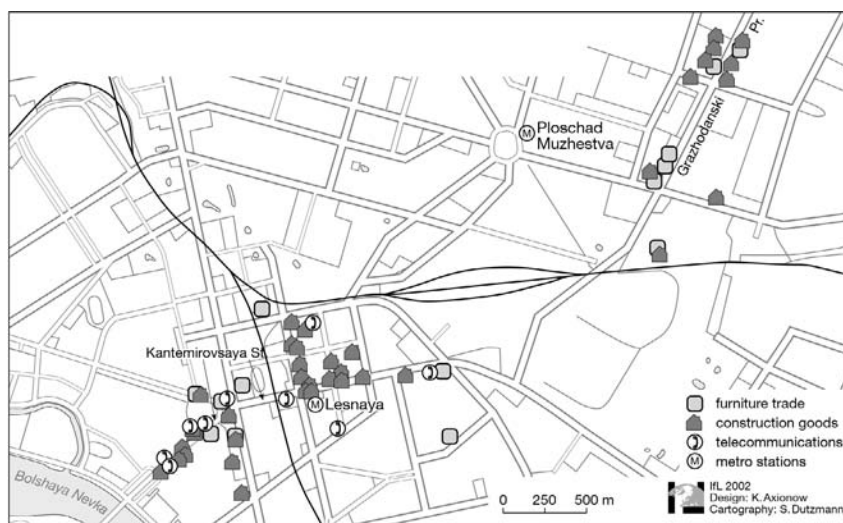 Pr.
Grazhodanski
M
Ploschad
Muzhestva
Kantemirovsaya St.
M Lesnaya
Bolshaya Nevka
furniture trade
construction goods
telecommunications
M metro stations
0 250 500 m
IfL 2002
Design: K. Axionow
Cartography: S. Dutzmann